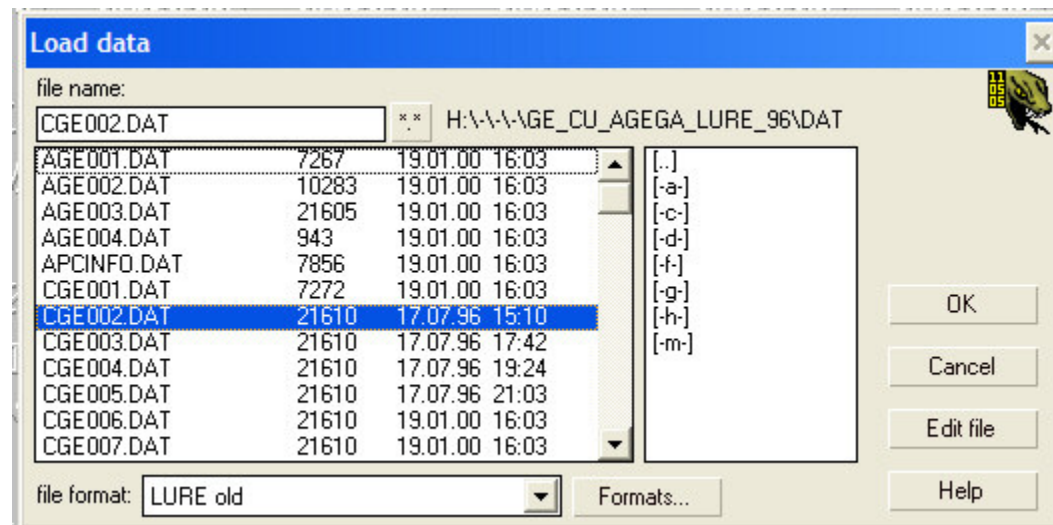 Load data
file name:
CGE002.DAT *.* H:\-\-\-\GE_CU_AGEGA_LURE_96\DAT
11
05
05
AGE001.DAT 7267 19.01.00 16:03
AGE002.DAT 10283 19.01.00 16:03
AGE003.DAT 21605 19.01.00 16:03
AGE004.DAT 943 19.01.00 16:03
APCINFO.DAT 7856 19.01.00 16:03
CGE001.DAT 7272 19.01.00 16:03
CGE002.DAT 21610 17.07.96 15:10
CGE003.DAT 21610 17.07.96 17:42
CGE004.DAT 21610 17.07.96 19:24
CGE005.DAT 21610 17.07.96 21:03
CGE006.DAT 21610 19.01.00 16:03
CGE007.DAT 21610 19.01.00 16:03
[..]
[-a-]
[-c-]
[-d-]
[-f-]
[-g-]
[-h-]
[-m-]
OK
Cancel
Edit file
Help
file format: LURE old Formats...